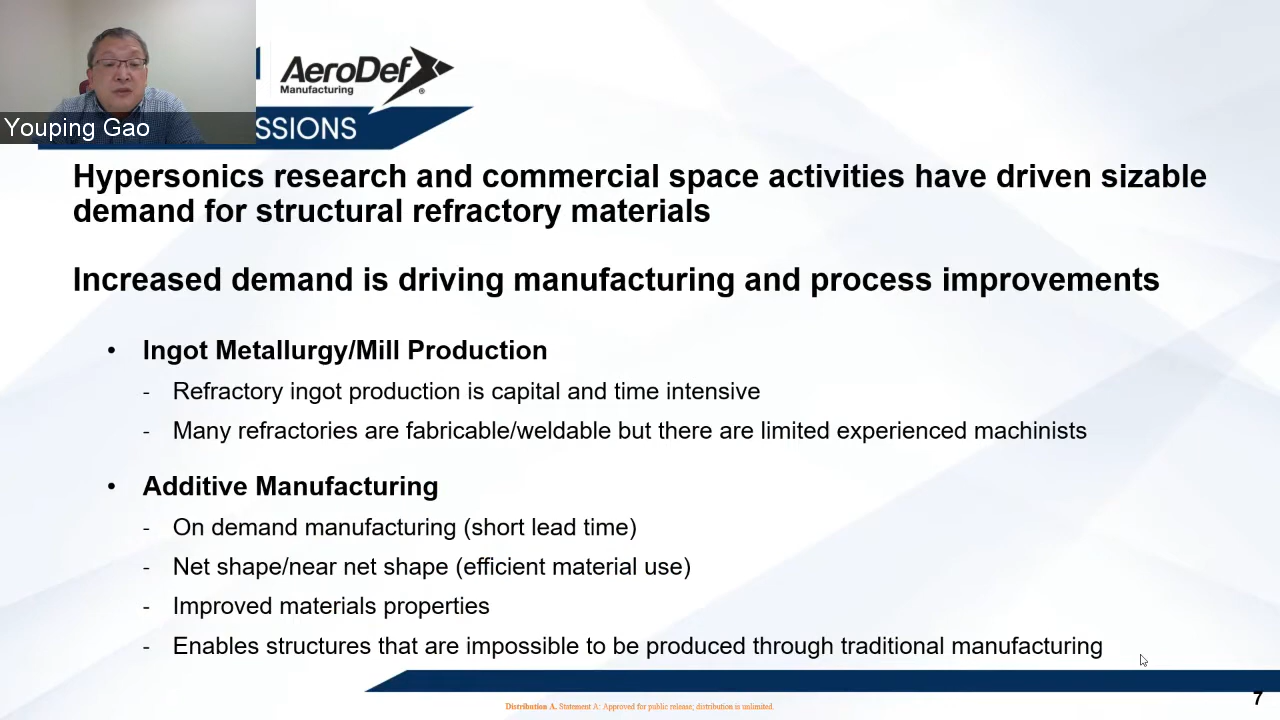 AeroDef
Manufacturing
®
Youping Gao
SSIONS
Hypersonics research and commercial space activities have driven sizable
demand for structural refractory materials
Increased demand is driving manufacturing and process improvements
• Ingot Metallurgy/Mill Production
- Refractory ingot production is capital and time intensive
- Many refractories are fabricable/weldable but there are limited experienced machinists
• Additive Manufacturing
- On demand manufacturing (short lead time)
- Net shape/near net shape (efficient material use)
- Improved materials properties
- Enables structures that are impossible to be produced through traditional manufacturing
7
Distribution A. Statement A: Approved for public release; distribution is unlimited.